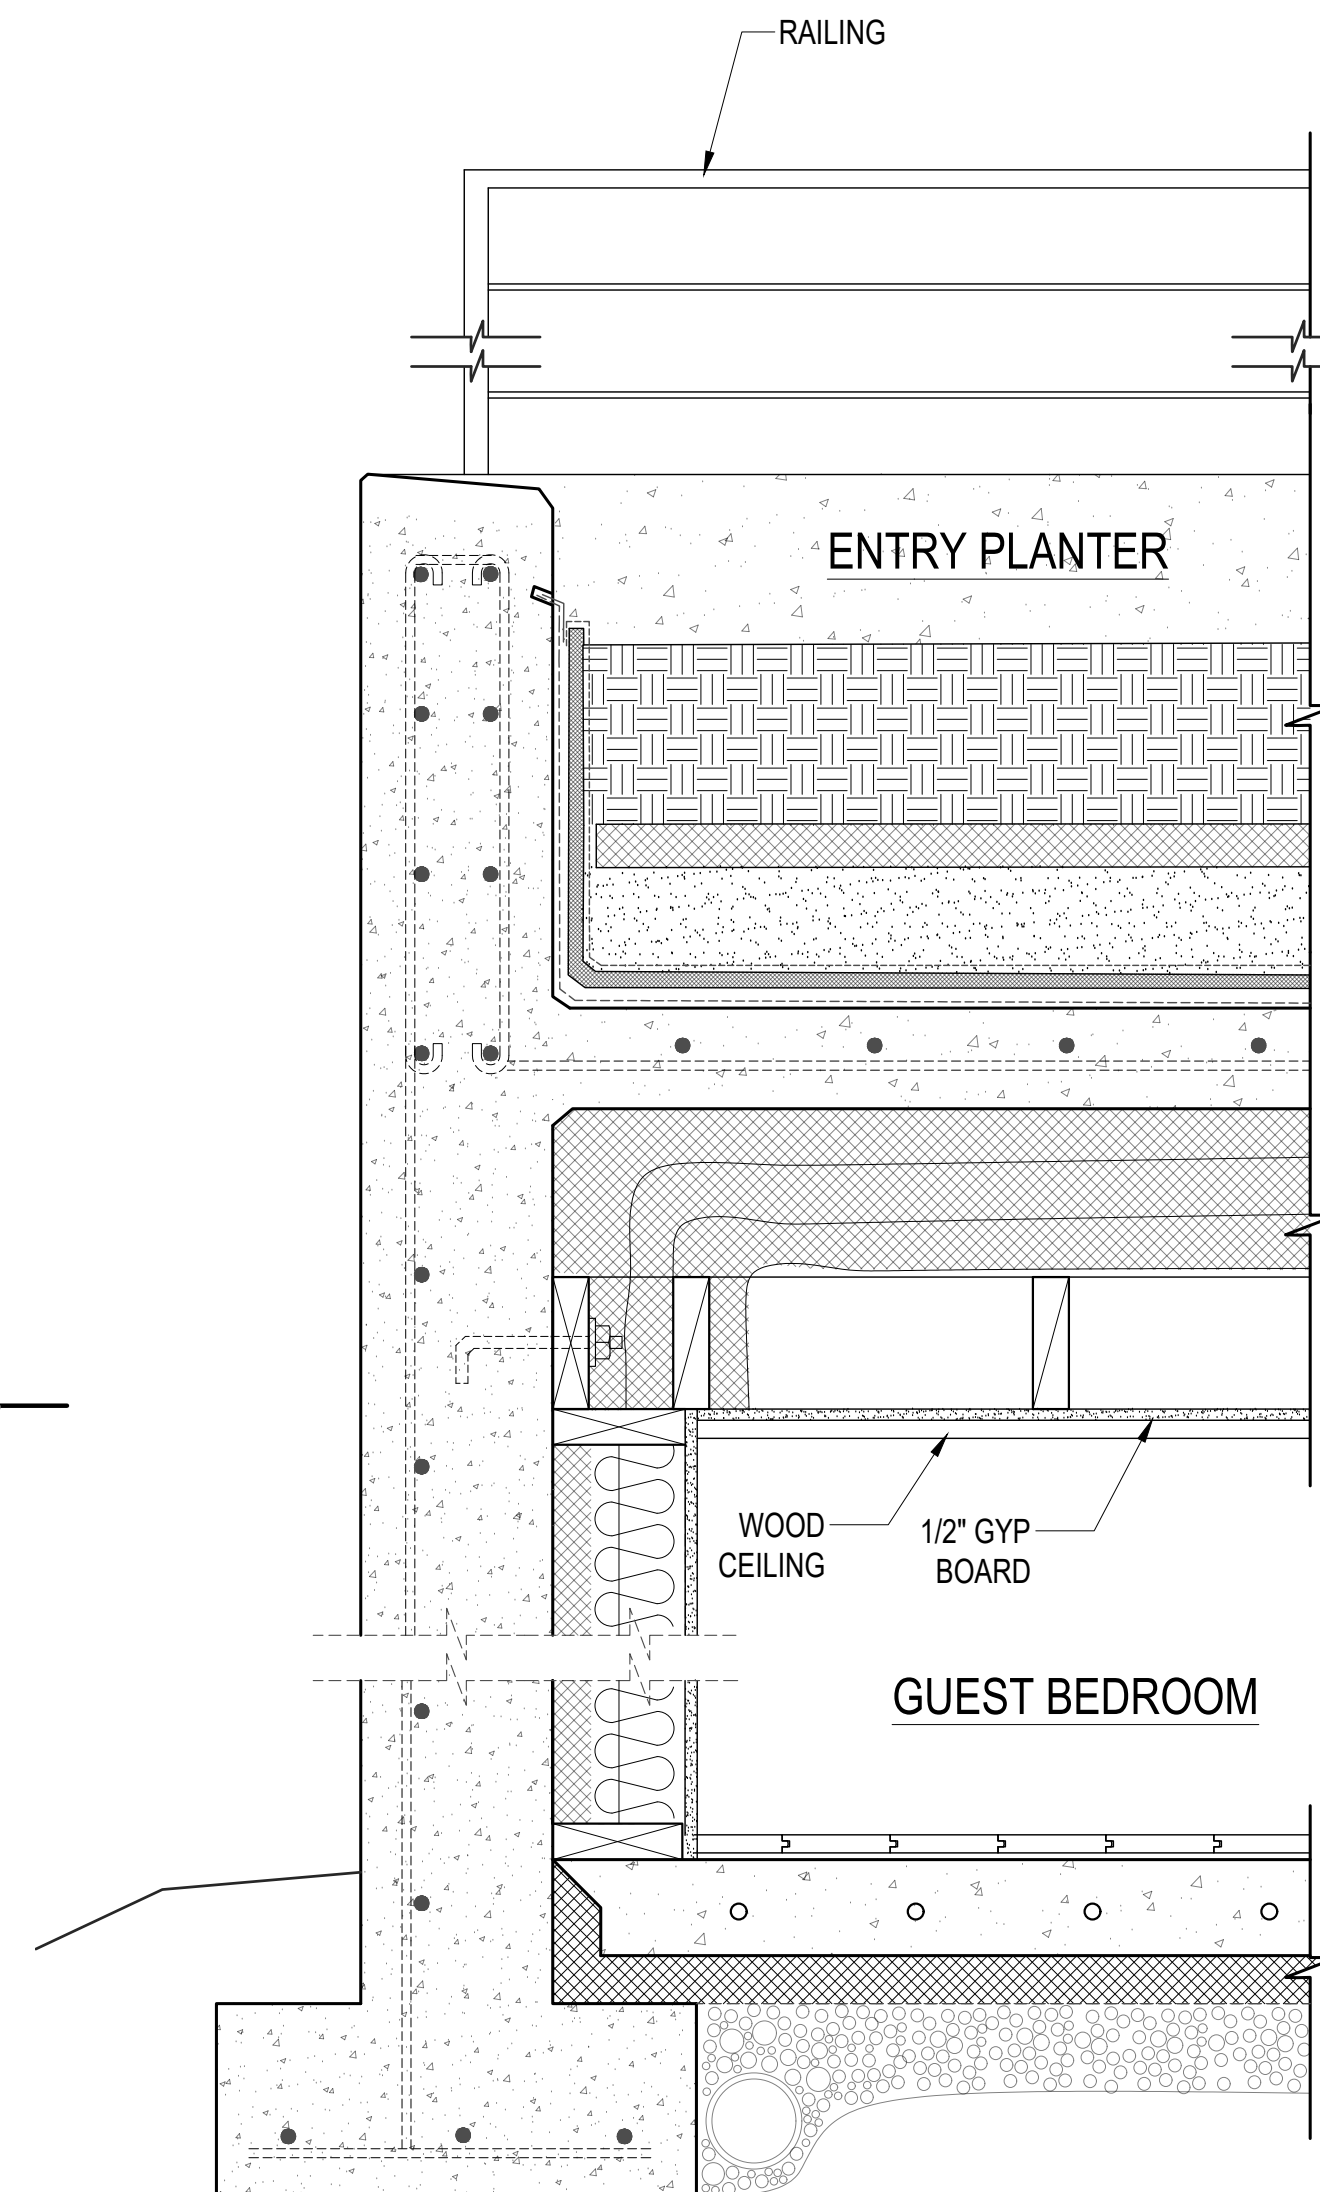 RAILING
ENTRY PLANTER
WOOD
CEILING
1/2" GYP
BOARD
GUEST BEDROOM